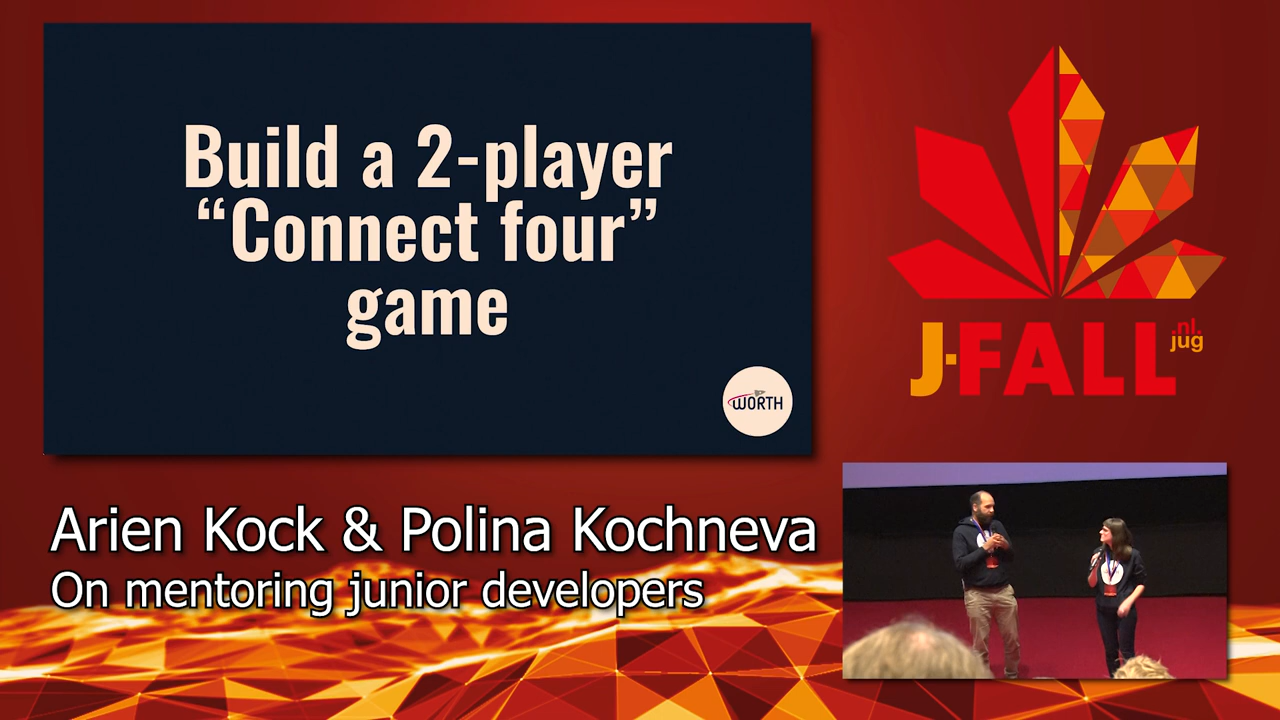 Build a 2-player
“Connect four”
game
WORTH
J-FALL
.nl.
jug
Arien Kock & Polina Kochneva
On mentoring junior developers